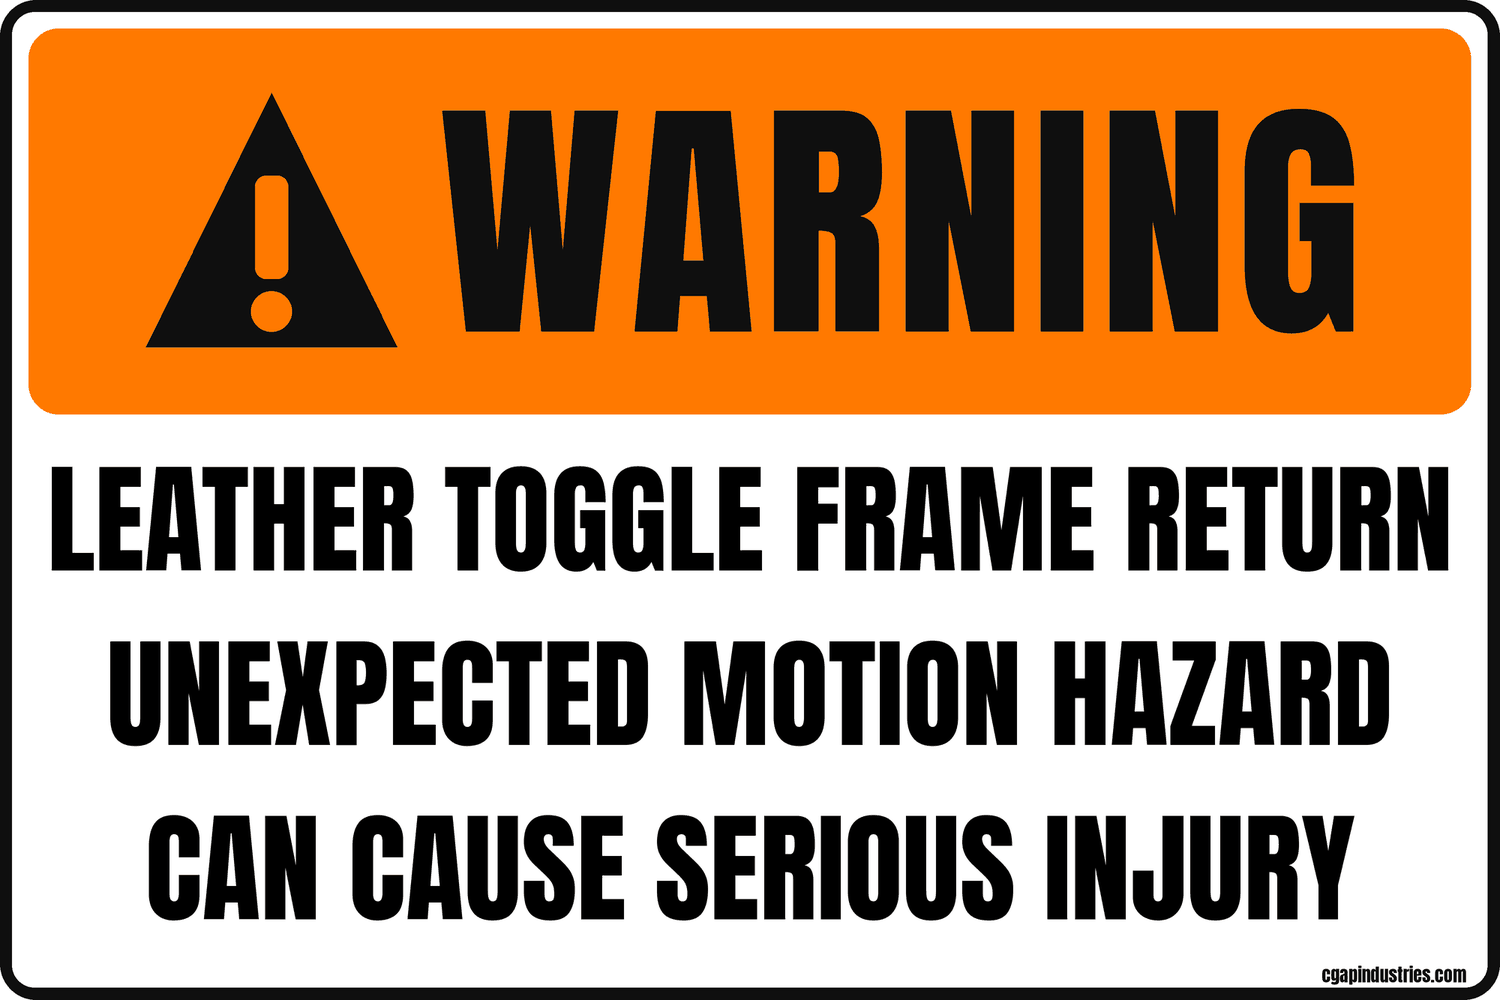 WARNING
LEATHER TOGGLE FRAME RETURN
UNEXPECTED MOTION HAZARD
CAN CAUSE SERIOUS INJURY
cgapindustries.com